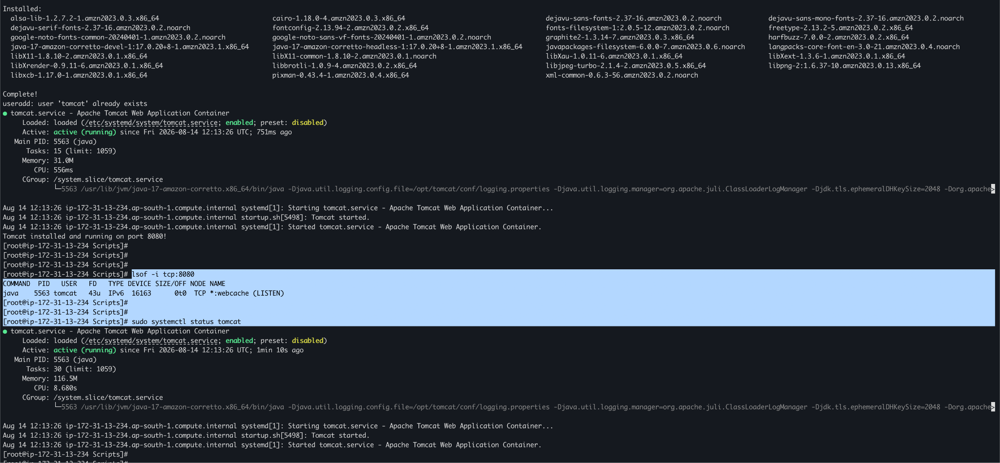 Installed:
alsa-lib-1.2.7.2-1.amzn2023.0.3.x86_64 cairo-1.18.0-4.amzn2023.0.3.x86_64 dejavu-sans-fonts-2.37-16.amzn2023.0.2.noarch dejavu-sans-mono-fonts-2.37-16.amzn2023.0.2.noarch
dejavu-serif-fonts-2.37-16.amzn2023.0.2.noarch fontconfig-2.13.94-2.amzn2023.0.2.x86_64 fonts-filesystem-1:2.0.5-12.amzn2023.0.2.noarch freetype-2.13.2-5.amzn2023.0.2.x86_64
google-noto-fonts-common-20240401-1.amzn2023.0.2.noarch google-noto-sans-vf-fonts-20240401-1.amzn2023.0.2.noarch graphite2-1.3.14-7.amzn2023.0.3.x86_64 harfbuzz-7.0.0-2.amzn2023.0.2.x86_64
java-17-amazon-corretto-devel-1:17.0.20+8-1.amzn2023.1.x86_64 java-17-amazon-corretto-headless-1:17.0.20+8-1.amzn2023.1.x86_64 javapackages-filesystem-6.0.0-7.amzn2023.0.6.noarch langpacks-core-font-en-3.0-21.amzn2023.0.4.noarch
libX11-1.8.10-2.amzn2023.0.1.x86_64 libX11-common-1.8.10-2.amzn2023.0.1.noarch libXau-1.0.11-6.amzn2023.0.1.x86_64 libXext-1.3.6-1.amzn2023.0.1.x86_64
libXrender-0.9.11-6.amzn2023.0.1.x86_64 libbrotli-1.0.9-4.amzn2023.0.2.x86_64 libjpeg-turbo-2.1.4-2.amzn2023.0.5.x86_64 libpng-2:1.6.37-10.amzn2023.0.13.x86_64
libxcb-1.17.0-1.amzn2023.0.1.x86_64 pixman-0.43.4-1.amzn2023.0.4.x86_64 xml-common-0.6.3-56.amzn2023.0.2.noarch
Complete!
useradd: user 'tomcat' already exists
● tomcat.service - Apache Tomcat Web Application Container
Loaded: loaded (/etc/systemd/system/tomcat.service; enabled; preset: disabled)
Active: active (running) since Fri 2026-08-14 12:13:26 UTC; 751ms ago
Main PID: 5563 (java)
Tasks: 15 (limit: 1059)
Memory: 31.0M
CPU: 556ms
CGroup: /system.slice/tomcat.service
└─5563 /usr/lib/jvm/java-17-amazon-corretto.x86_64/bin/java -Djava.util.logging.config.file=/opt/tomcat/conf/logging.properties -Djava.util.logging.manager=org.apache.juli.ClassLoaderLogManager -Djdk.tls.ephemeralDHKeySize=2048 -Dorg.apache>
Aug 14 12:13:26 ip-172-31-13-234.ap-south-1.compute.internal systemd[1]: Starting tomcat.service - Apache Tomcat Web Application Container...
Aug 14 12:13:26 ip-172-31-13-234.ap-south-1.compute.internal startup.sh[5498]: Tomcat started.
Aug 14 12:13:26 ip-172-31-13-234.ap-south-1.compute.internal systemd[1]: Started tomcat.service - Apache Tomcat Web Application Container.
Tomcat installed and running on port 8080!
[root@ip-172-31-13-234 Scripts]#
[root@ip-172-31-13-234 Scripts]#
[root@ip-172-31-13-234 Scripts]#
[root@ip-172-31-13-234 Scripts]# lsof -i tcp:8080
COMMAND PID USER FD TYPE DEVICE SIZE/OFF NODE NAME
java 5563 tomcat 43u IPv6 16163 0t0 TCP *:webcache (LISTEN)
[root@ip-172-31-13-234 Scripts]#
[root@ip-172-31-13-234 Scripts]#
[root@ip-172-31-13-234 Scripts]# sudo systemctl status tomcat
● tomcat.service - Apache Tomcat Web Application Container
Loaded: loaded (/etc/systemd/system/tomcat.service; enabled; preset: disabled)
Active: active (running) since Fri 2026-08-14 12:13:26 UTC; 1min 10s ago
Main PID: 5563 (java)
Tasks: 30 (limit: 1059)
Memory: 116.5M
CPU: 8.680s
CGroup: /system.slice/tomcat.service
└─5563 /usr/lib/jvm/java-17-amazon-corretto.x86_64/bin/java -Djava.util.logging.config.file=/opt/tomcat/conf/logging.properties -Djava.util.logging.manager=org.apache.juli.ClassLoaderLogManager -Djdk.tls.ephemeralDHKeySize=2048 -Dorg.apache>
Aug 14 12:13:26 ip-172-31-13-234.ap-south-1.compute.internal systemd[1]: Starting tomcat.service - Apache Tomcat Web Application Container...
Aug 14 12:13:26 ip-172-31-13-234.ap-south-1.compute.internal startup.sh[5498]: Tomcat started.
Aug 14 12:13:26 ip-172-31-13-234.ap-south-1.compute.internal systemd[1]: Started tomcat.service - Apache Tomcat Web Application Container.
[root@ip-172-31-13-234 Scripts]#